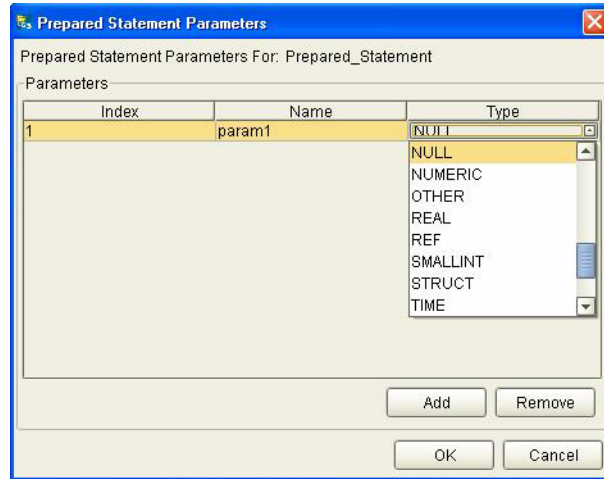 Prepared Statement Parameters
Prepared Statement Parameters For: Prepared_Statement
Parameters
Index Name Type
1 param1 NULL
NULL
NUMERIC
OTHER
REAL
REF
SMALLINT
STRUCT
TIME
Add Remove
OK Cancel